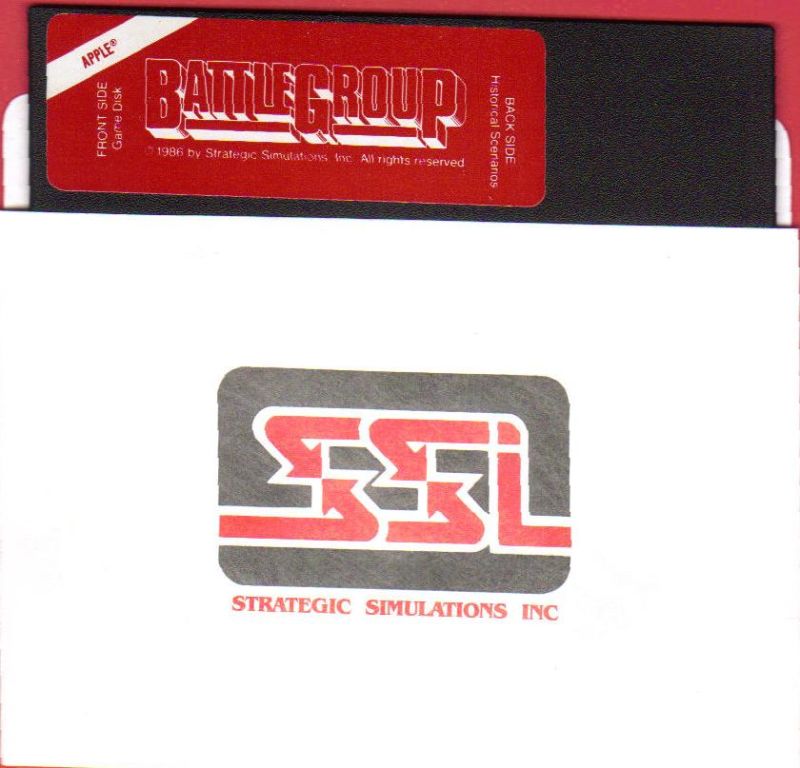 APPLE®
FRONT SIDE
Game Disk
BATTLEGROUP
© 1986 by Strategic Simulations, Inc. All rights reserved
BACK SIDE
Historical Scenarios
SSI
STRATEGIC SIMULATIONS INC